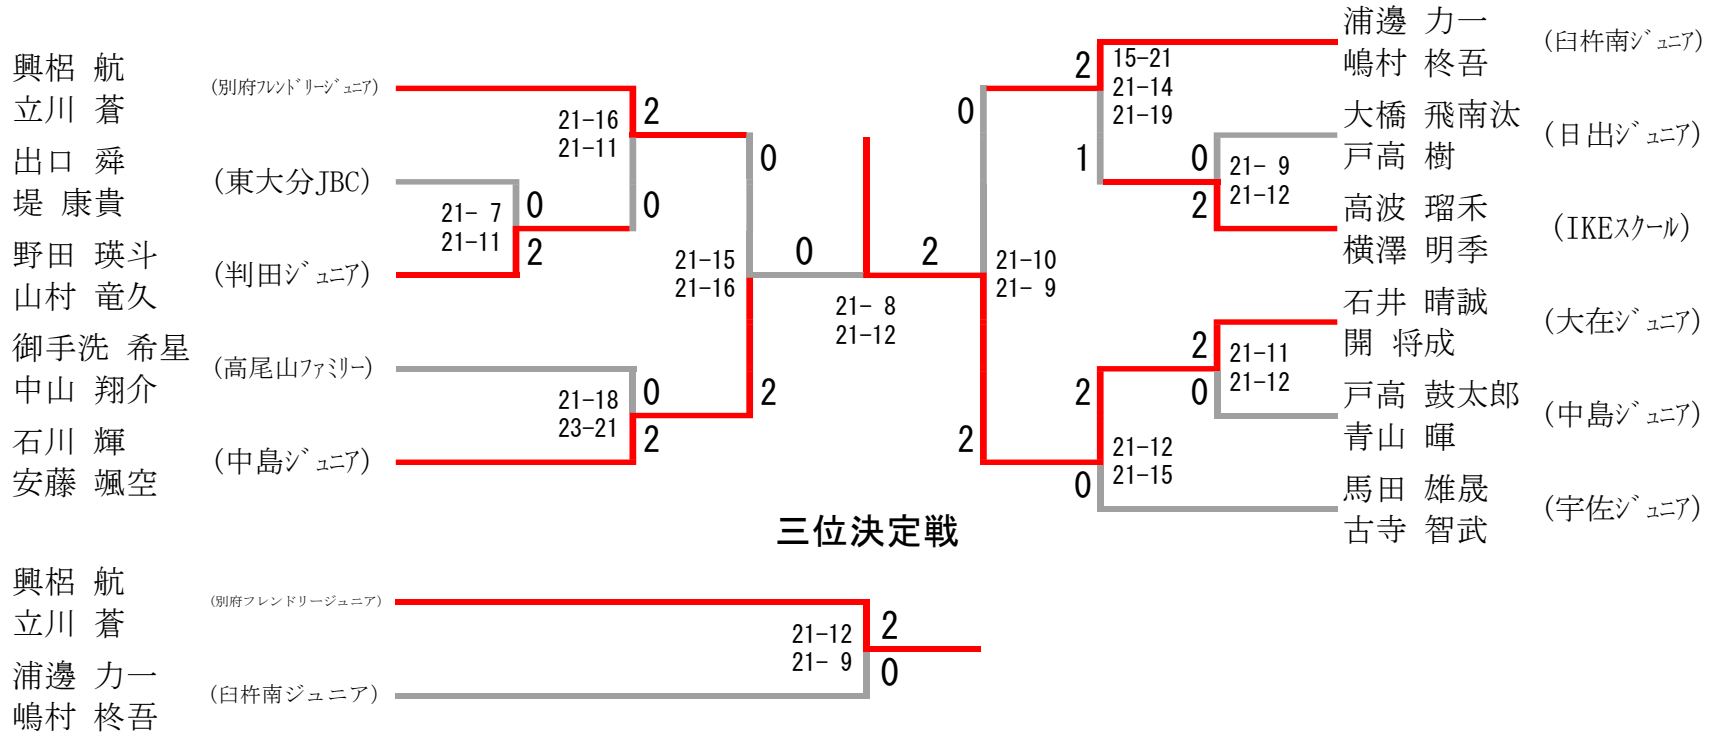 興梠 航
立川 蒼
(別府フレンドリージュニア)
21-16
21-11
2
0
出口 舜
堤 康貴
(東大分JBC)
21- 7
21-11
0
2
野田 瑛斗
山村 竜久
(判田ジュニア)
御手洗 希星
中山 翔介
(高尾山ファミリー)
21-18
23-21
0
2
石川 輝
安藤 颯空
(中島ジュニア)
0
21-15
21-16
2
0
2
21- 8
21-12
浦邊 力一
嶋村 柊吾
(臼杵南ジュニア)
2
15-21
21-14
21-19
1
大橋 飛南汰
戸高 樹
(日出ジュニア)
0
21- 9
21-12
2
高波 瑠禾
横澤 明季
(IKEスクール)
0
21-10
21- 9
2
石井 晴誠
開 将成
(大在ジュニア)
2
21-11
21-12
0
戸高 鼓太郎
青山 暉
(中島ジュニア)
2
21-12
21-15
0
馬田 雄晟
古寺 智武
(宇佐ジュニア)
三位決定戦
興梠 航
立川 蒼
(別府フレンドリージュニア)
21-12
21- 9
2
0
浦邊 力一
嶋村 柊吾
(臼杵南ジュニア)